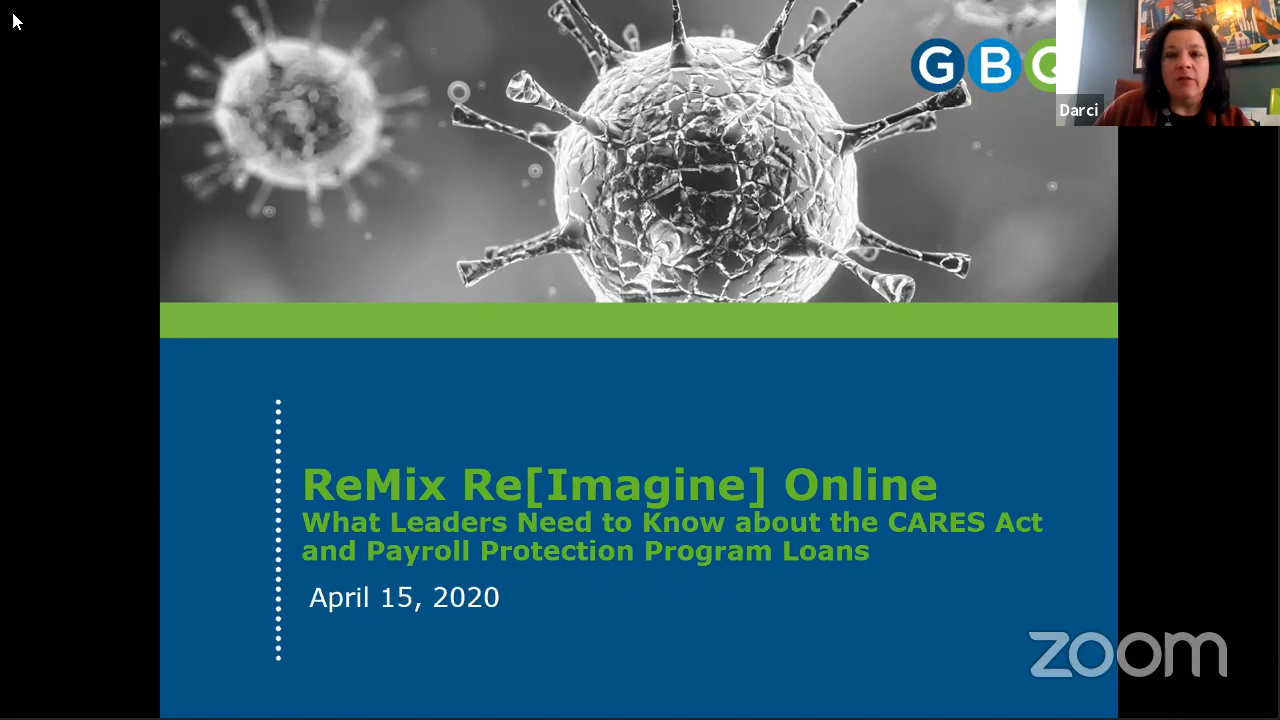 GBQ
Darci
ReMix Re[Imagine] Online
What Leaders Need to Know about the CARES Act
and Payroll Protection Program Loans
April 15, 2020
zoom